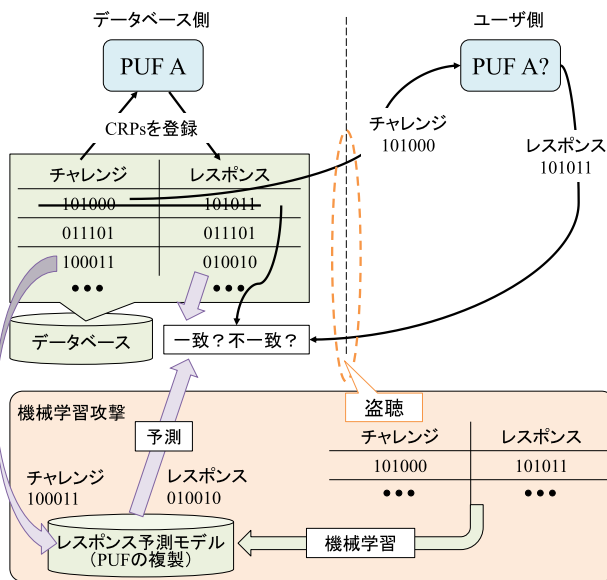 データベース側
ユーザ側
PUF A
PUF A?
CRPsを登録
チャレンジ
101000
レスポンス
101011
チャレンジ レスポンス
101000 101011
011101 011101
100011 010010
●●● ●●●
データベース
一致？不一致？
盗聴
機械学習攻撃
予測
チャレンジ レスポンス
101000 101011
●●● ●●●
チャレンジ
100011
レスポンス
010010
レスポンス予測モデル
（PUFの複製）
機械学習